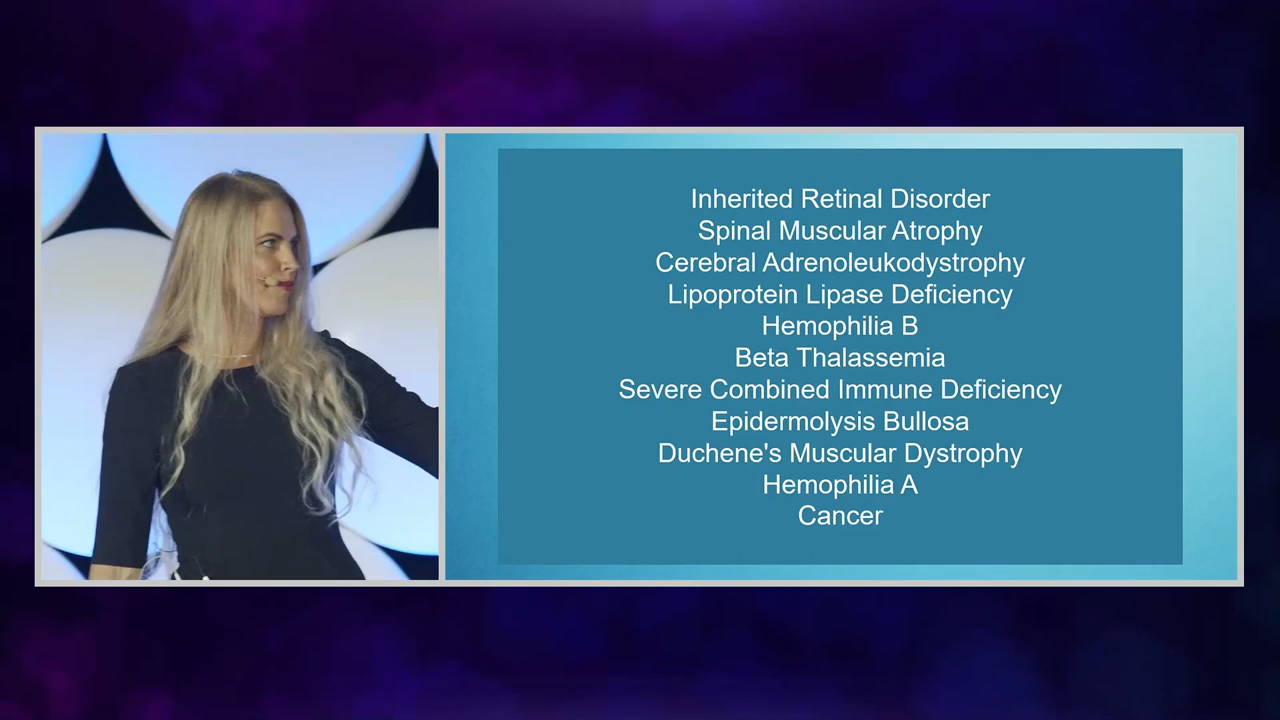 Inherited Retinal Disorder
Spinal Muscular Atrophy
Cerebral Adrenoleukodystrophy
Lipoprotein Lipase Deficiency
Hemophilia B
Beta Thalassemia
Severe Combined Immune Deficiency
Epidermolysis Bullosa
Duchene's Muscular Dystrophy
Hemophilia A
Cancer